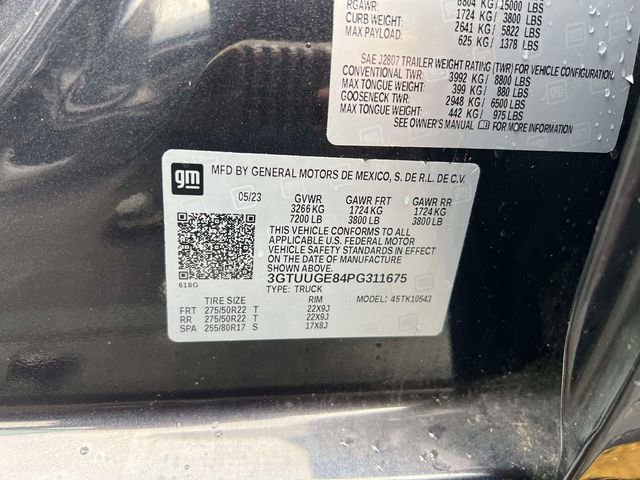 RGAWR: 6804 KG / 15000 LBS
CURB WEIGHT: 1724 KG / 3800 LBS
2641 KG / 5822 LBS
MAX PAYLOAD: 625 KG / 1378 LBS
SAE J2807 TRAILER WEIGHT RATING (TWR) FOR VEHICLE CONFIGURATION
CONVENTIONAL TWR: 3992 KG / 8800 LBS
MAX TONGUE WEIGHT: 399 KG / 880 LBS
GOOSENECK TWR: 2948 KG / 6500 LBS
MAX TONGUE WEIGHT: 442 KG / 975 LBS
SEE OWNER'S MANUAL FOR MORE INFORMATION
gm MFD BY GENERAL MOTORS DE MEXICO, S. DE R.L. DE C.V.
05/23 GVWR GAWR FRT GAWR RR
3266 KG 1724 KG 1724 KG
7200 LB 3800 LB 3800 LB
THIS VEHICLE CONFORMS TO ALL
APPLICABLE U.S. FEDERAL MOTOR
VEHICLE SAFETY STANDARDS IN EFFECT
ON THE DATE OF MANUFACTURE SHOWN ABOVE.
3GTUUGE84PG311675
618G
TYPE: TRUCK
TIRE SIZE RIM MODEL: 45TK10543
FRT 275/50R22 T 22X9J
RR 275/50R22 T 22X9J
SPA 255/80R17 S 17X8J